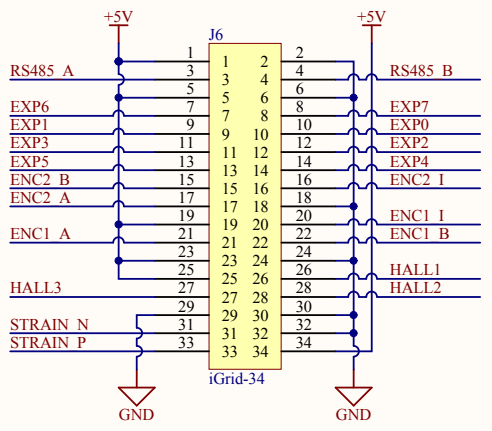 +5V +5V
J6
1 1 2 2
RS485_A 3 3 4 4 RS485_B
5 5 6 6
EXP6 7 7 8 8 EXP7
EXP1 9 9 10 10 EXP0
EXP3 11 11 12 12 EXP2
EXP5 13 13 14 14 EXP4
ENC2_B 15 15 16 16 ENC2_I
ENC2_A 17 17 18 18
19 19 20 20 ENC1_I
ENC1_A 21 21 22 22 ENC1_B
23 23 24 24
25 25 26 26 HALL1
HALL3 27 27 28 28 HALL2
29 29 30 30
STRAIN_N 31 31 32 32
STRAIN_P 33 33 34 34
iGrid-34
GND GND